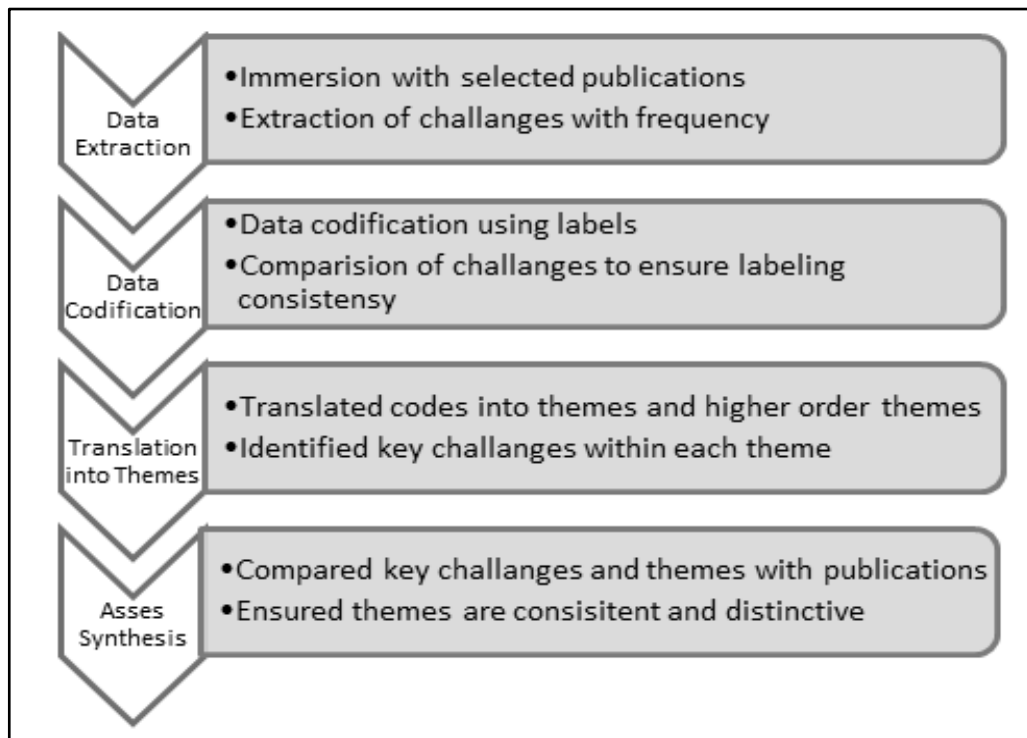 Data
Extraction
•Immersion with selected publications
•Extraction of challanges with frequency
Data
Codification
•Data codification using labels
•Comparision of challanges to ensure labeling
consistensy
Translation
into Themes
•Translated codes into themes and higher order themes
•Identified key challanges within each theme
Asses
Synthesis
•Compared key challanges and themes with publications
•Ensured themes are consisitent and distinctive